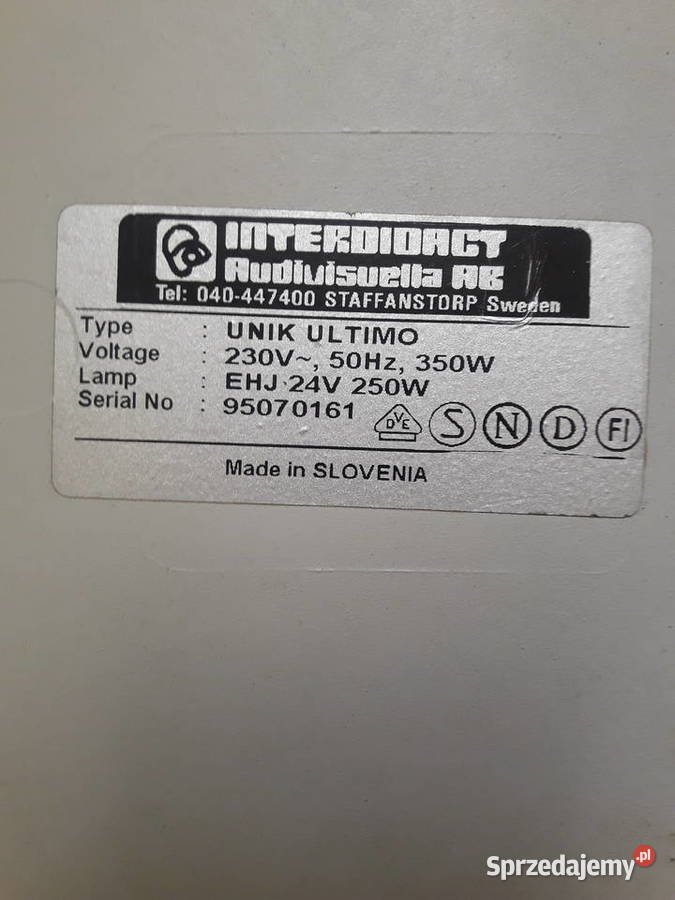 INTERDIDACT
Audivisuella AB
Tel: 040-447400 STAFFANSTORP Sweden
Type : UNIK ULTIMO
Voltage : 230V~, 50Hz, 350W
Lamp : EHJ 24V 250W
Serial No : 95070161
DVE S N D FI
Made in SLOVENIA
Sprzedajemy.pl